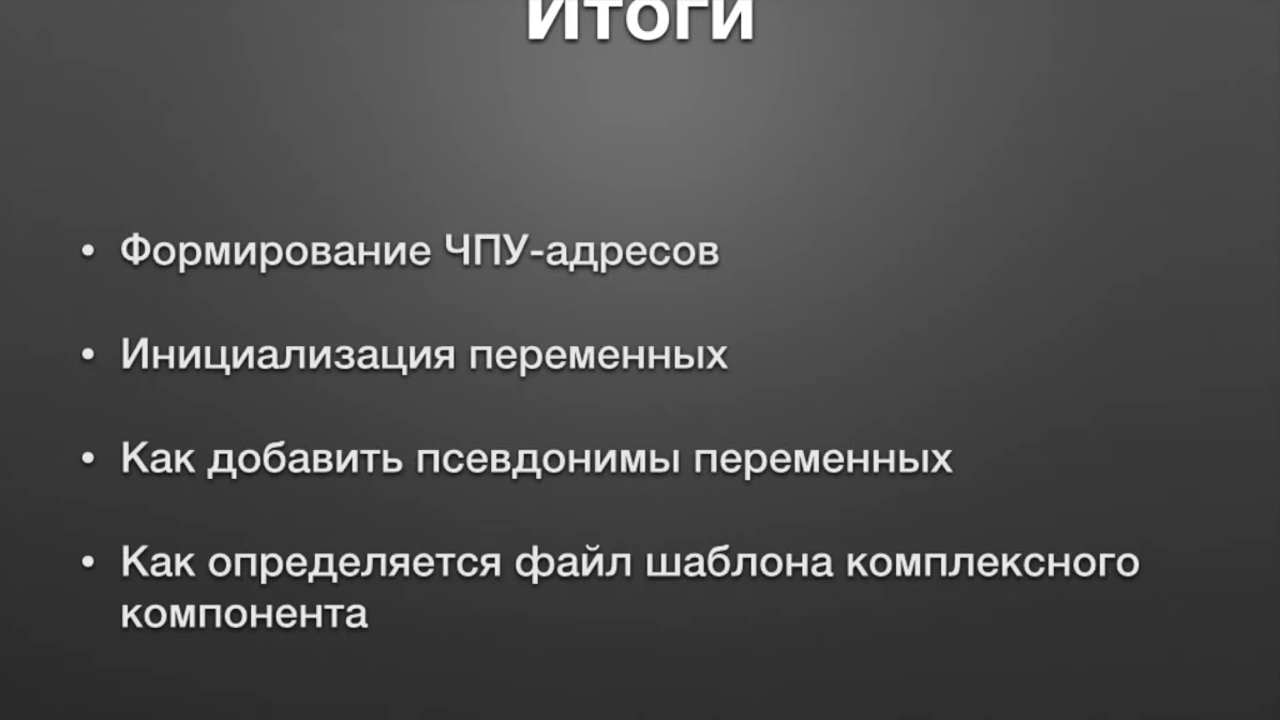 Итоги
• Формирование ЧПУ-адресов
• Инициализация переменных
• Как добавить псевдонимы переменных
• Как определяется файл шаблона комплексного
компонента